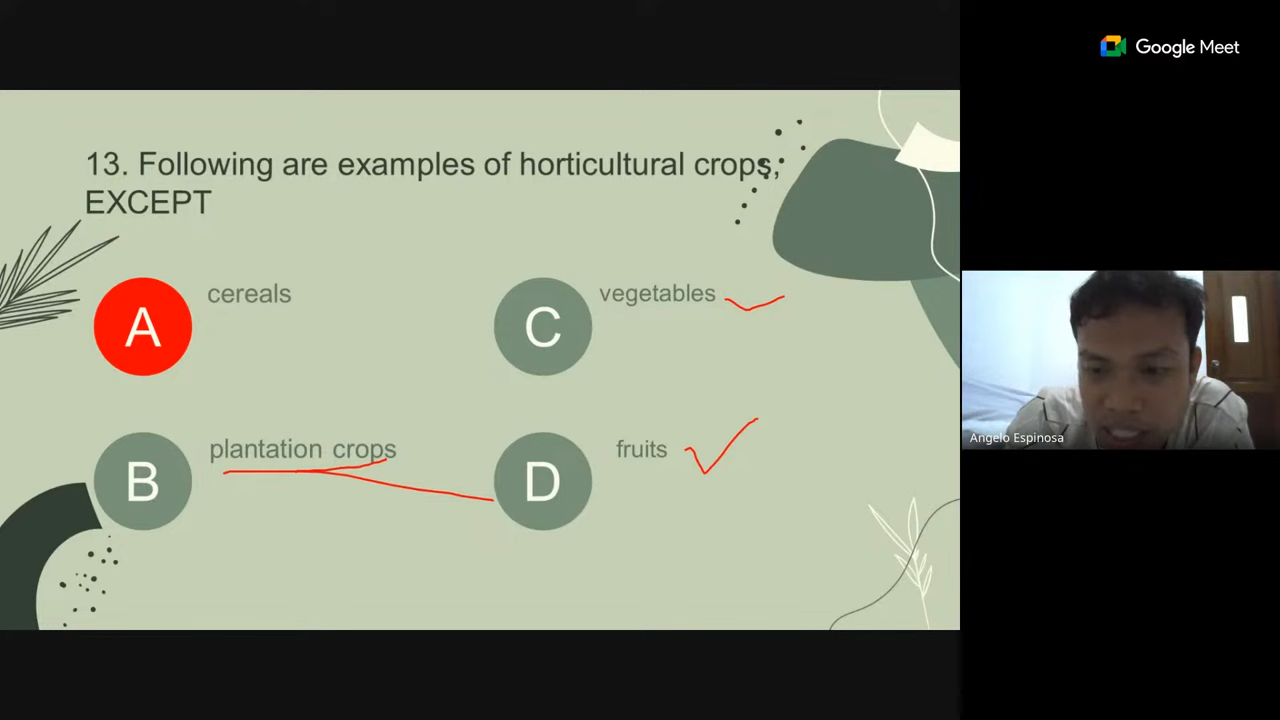 Google Meet
13. Following are examples of horticultural crops,
EXCEPT
A cereals
C vegetables
B plantation crops
D fruits
Angelo Espinosa